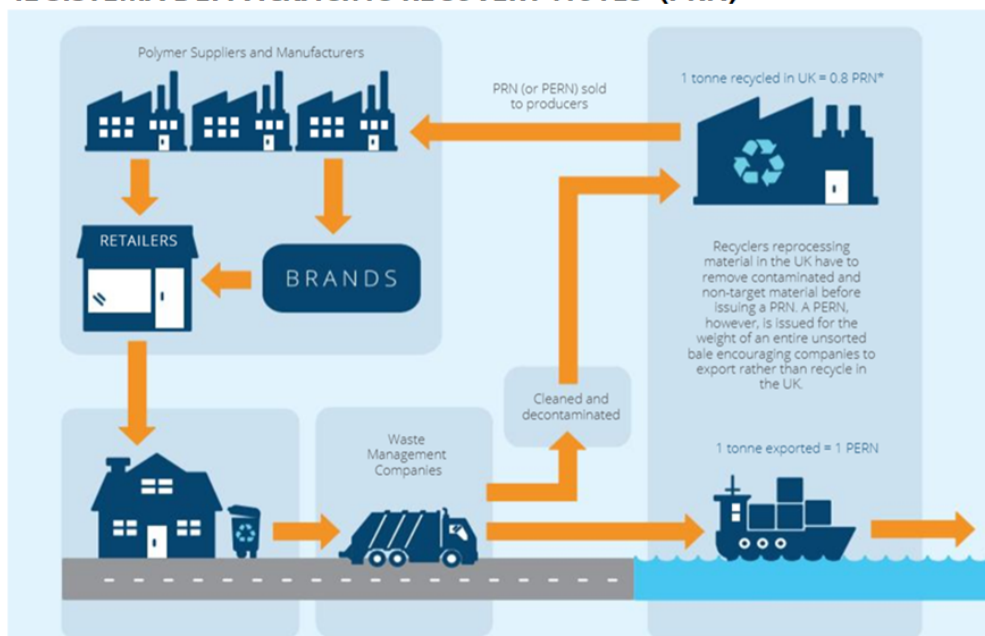 Polymer Suppliers and Manufacturers
PRN (or PERN) sold
to producers
1 tonne recycled in UK = 0.8 PRN*
RETAILERS
BRANDS
Recyclers reprocessing
material in the UK have to
remove contaminated and
non-target material before
issuing a PRN. A PERN,
however, is issued for the
weight of an entire unsorted
bale encouraging companies to
export rather than recycle in
the UK.
Cleaned and
decontaminated
Waste
Management
Companies
1 tonne exported = 1 PERN